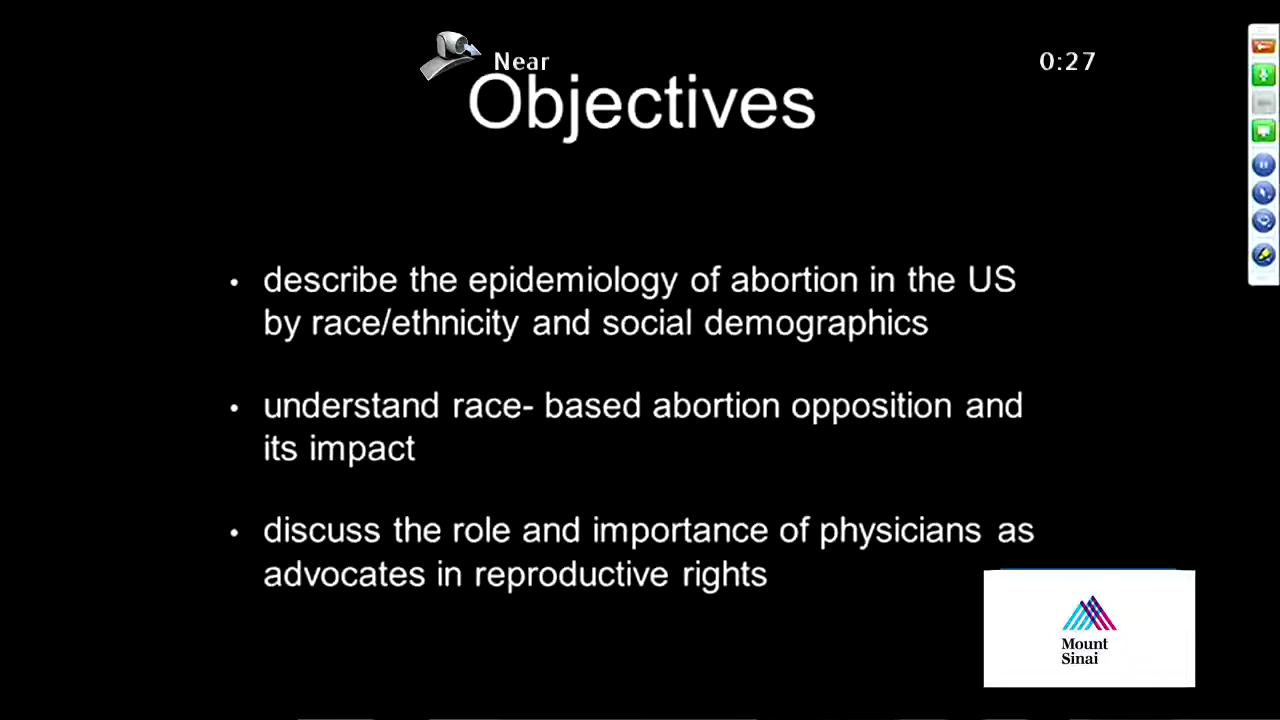 Near
0:27
Objectives
• describe the epidemiology of abortion in the US
by race/ethnicity and social demographics
• understand race- based abortion opposition and
its impact
• discuss the role and importance of physicians as
advocates in reproductive rights
Mount
Sinai